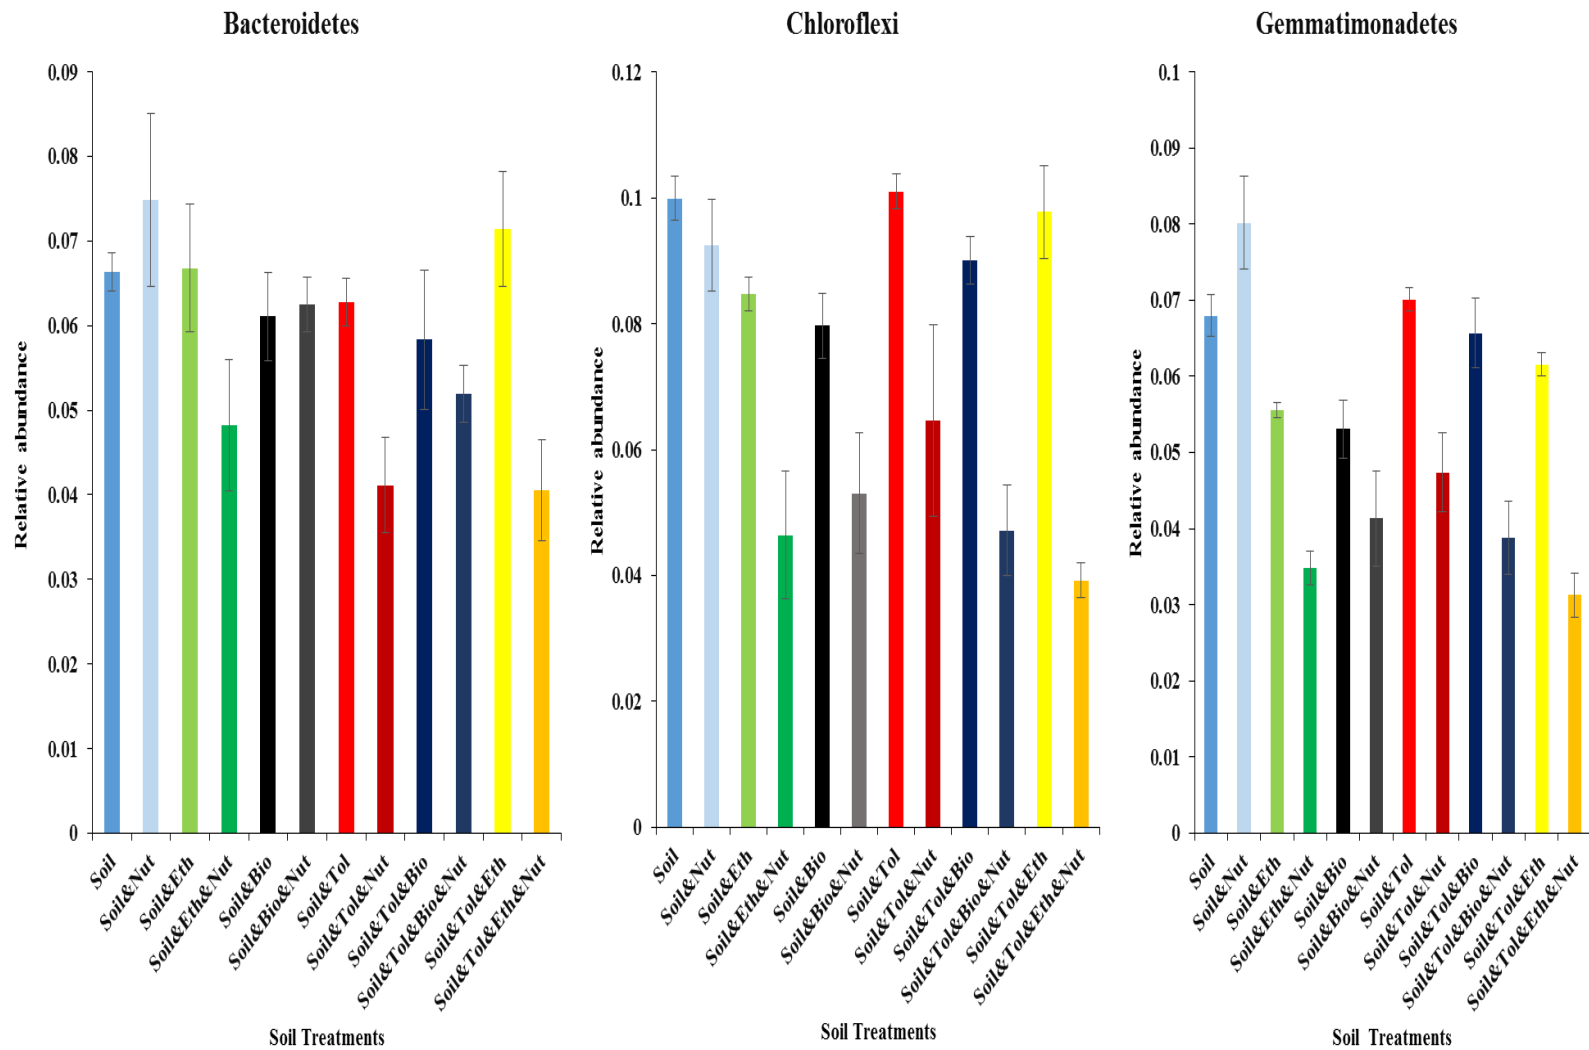 Bacteroidetes
Relative abundance
0.09
0.08
0.07
0.06
0.05
0.04
0.03
0.02
0.01
0
Soil
Soil&Nut
Soil&Eth
Soil&Eth&Nut
Soil&Bio
Soil&Bio&Nut
Soil&Tol
Soil&Tol&Nut
Soil&Tol&Bio
Soil&Tol&Bio&Nut
Soil&Tol&Eth
Soil&Tol&Eth&Nut
Soil Treatments
Chloroflexi
Relative abundance
0.12
0.1
0.08
0.06
0.04
0.02
0
Soil
Soil&Nut
Soil&Eth
Soil&Eth&Nut
Soil&Bio
Soil&Bio&Nut
Soil&Tol
Soil&Tol&Nut
Soil&Tol&Bio
Soil&Tol&Bio&Nut
Soil&Tol&Eth
Soil&Tol&Eth&Nut
Soil Treatments
Gemmatimonadetes
Relative abundance
0.1
0.09
0.08
0.07
0.06
0.05
0.04
0.03
0.02
0.01
0
Soil
Soil&Nut
Soil&Eth
Soil&Eth&Nut
Soil&Bio
Soil&Bio&Nut
Soil&Tol
Soil&Tol&Nut
Soil&Tol&Bio
Soil&Tol&Bio&Nut
Soil&Tol&Eth
Soil&Tol&Eth&Nut
Soil Treatments